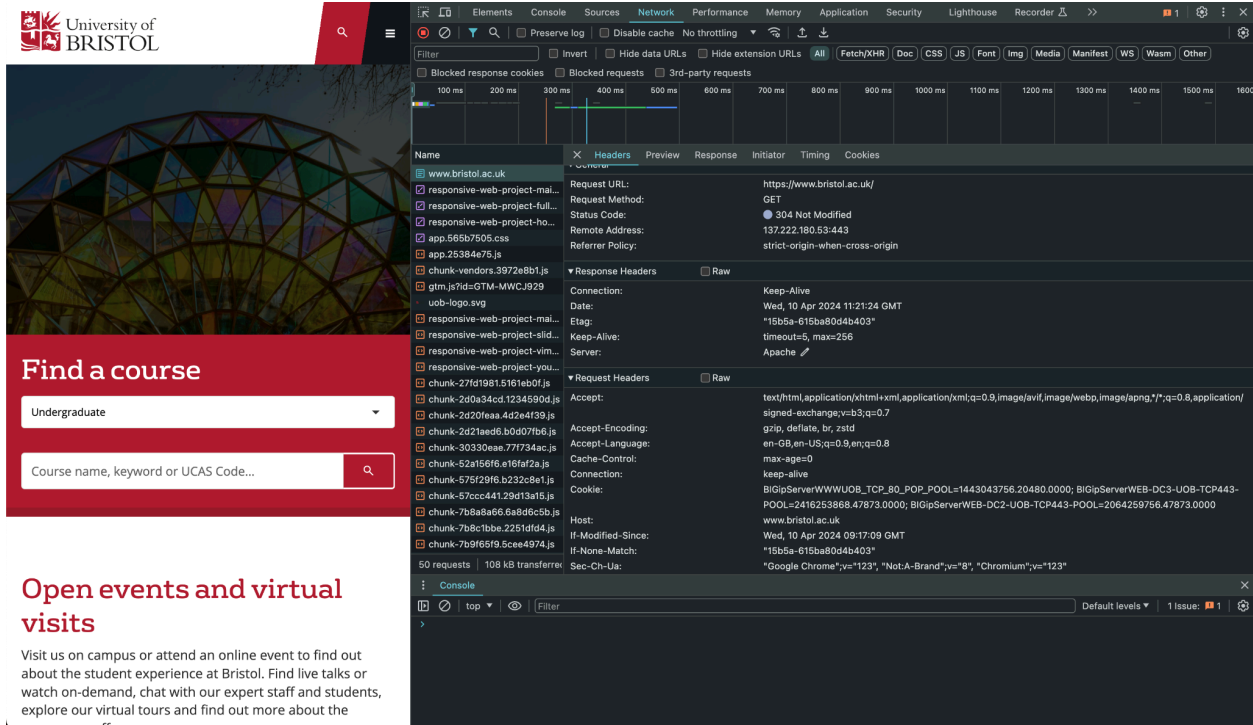 University of
BRISTOL
Find a course
Undergraduate
Course name, keyword or UCAS Code...
Open events and virtual
visits
Visit us on campus or attend an online event to find out
about the student experience at Bristol. Find live talks or
watch on-demand, chat with our expert staff and students,
explore our virtual tours and find out more about the
Elements Console Sources Network Performance Memory Application Security Lighthouse Recorder 1
Preserve log Disable cache No throttling
Filter Invert Hide data URLs Hide extension URLs All Fetch/XHR Doc CSS JS Font Img Media Manifest WS Wasm Other
Blocked response cookies Blocked requests 3rd-party requests
100 ms 200 ms 300 ms 400 ms 500 ms 600 ms 700 ms 800 ms 900 ms 1000 ms 1100 ms 1200 ms 1300 ms 1400 ms 1500 ms 1600
Name
www.bristol.ac.uk
responsive-web-project-mai...
responsive-web-project-full...
responsive-web-project-ho...
app.565b7505.css
app.25384e75.js
chunk-vendors.3972e8b1.js
gtm.js?id=GTM-MWCJ929
uob-logo.svg
responsive-web-project-mai...
responsive-web-project-slid...
responsive-web-project-vim...
responsive-web-project-you...
chunk-27fd1981.5161eb0f.js
chunk-2d0a34cd.1234590d.js
chunk-2d20feaa.4d2e4f39.js
chunk-2d21aed6.b0d07fb6.js
chunk-30330eae.77f734ac.js
chunk-52a156f6.e16faf2a.js
chunk-575f29f6.b232c8e1.js
chunk-57ccc441.29d13a15.js
chunk-7b8a8a66.6a8d6c5b.js
chunk-7b8c1bbe.2251dfd4.js
chunk-7b9f65f9.5cee4974.js
50 requests 108 kB transferre
Headers Preview Response Initiator Timing Cookies
General
Request URL: https://www.bristol.ac.uk/
Request Method: GET
Status Code: 304 Not Modified
Remote Address: 137.222.180.53:443
Referrer Policy: strict-origin-when-cross-origin
Response Headers Raw
Connection: Keep-Alive
Date: Wed, 10 Apr 2024 11:21:24 GMT
Etag: "15b5a-615ba80d4b403"
Keep-Alive: timeout=5, max=256
Server: Apache
Request Headers Raw
Accept: text/html,application/xhtml+xml,application/xml;q=0.9,image/avif,image/webp,image/apng,*/*;q=0.8,application/
signed-exchange;v=b3;q=0.7
Accept-Encoding: gzip, deflate, br, zstd
Accept-Language: en-GB,en-US;q=0.9,en;q=0.8
Cache-Control: max-age=0
Connection: keep-alive
Cookie: BIGipServerWWWUOB_TCP_80_POP_POOL=1443043756.20480.0000; BIGipServerWEB-DC3-UOB-TCP443-
POOL=2416253868.47873.0000; BIGipServerWEB-DC2-UOB-TCP443-POOL=2064259756.47873.0000
Host: www.bristol.ac.uk
If-Modified-Since: Wed, 10 Apr 2024 09:17:09 GMT
If-None-Match: "15b5a-615ba80d4b403"
Sec-Ch-Ua: "Google Chrome";v="123", "Not:A-Brand";v="8", "Chromium";v="123"
Console
top Filter Default levels 1 Issue: 1